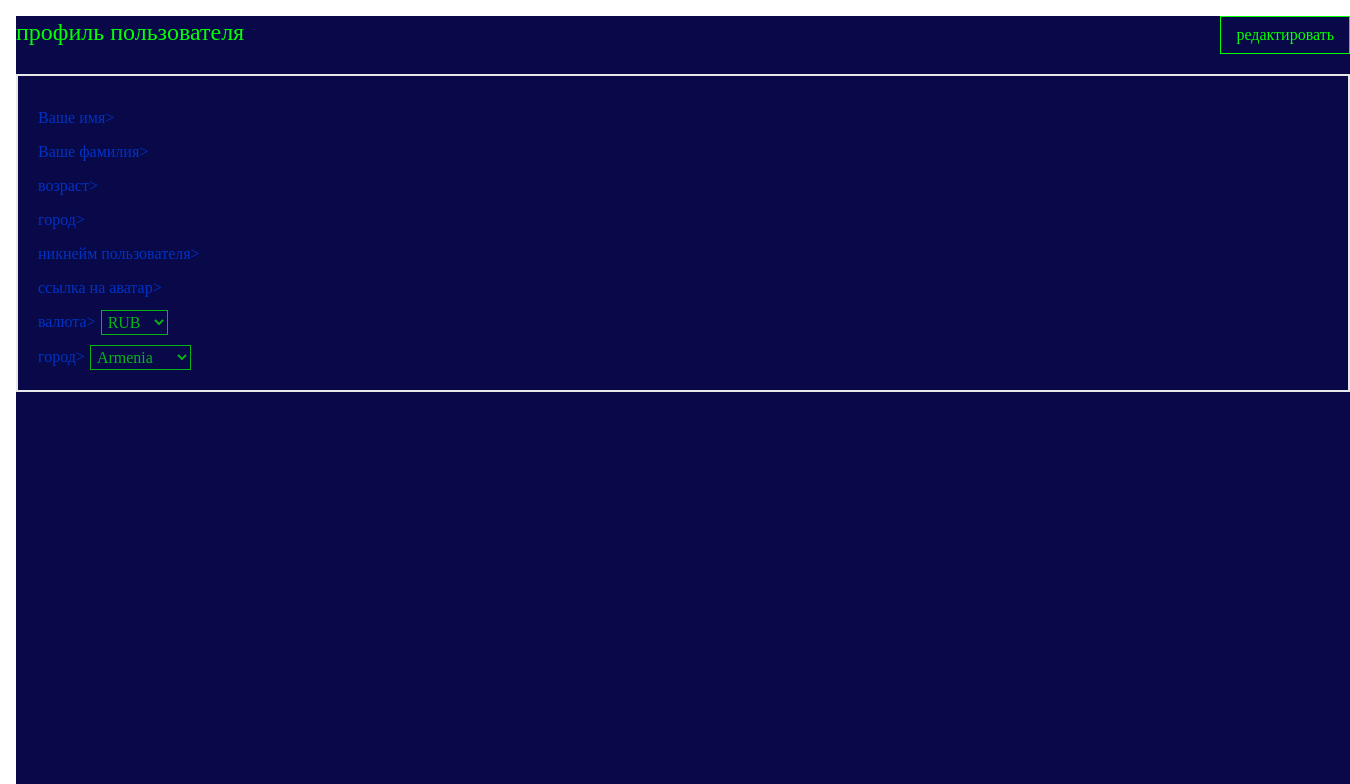 профиль пользователя
редактировать
Ваше имя>
Ваше фамилия>
возраст>
город>
никнейм пользователя>
ссылка на аватар>
валюта> RUB
город> Armenia